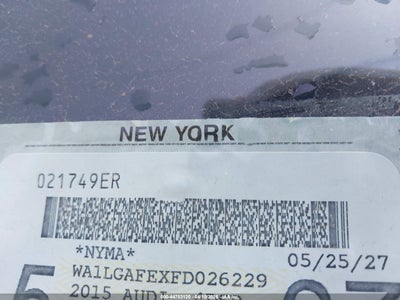 NEW YORK
021749ER
*NYMA*
05/25/27
WA1LGAFEXFD026229
2015 AUDI